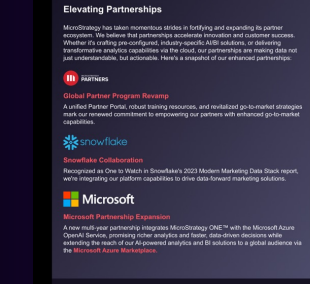 Elevating Partnerships
MicroStrategy has taken momentous strides in fortifying and expanding its partner
ecosystem. We believe that partnerships accelerate innovation and customer success.
Whether it's crafting pre-configured, industry-specific AI/BI solutions, or delivering
transformative analytics capabilities via the cloud, our partnerships are making data not
just understandable, but actionable. Here's a snapshot of our enhanced partnerships:
PARTNERS
Global Partner Program Revamp
A unified Partner Portal, robust training resources, and revitalized go-to-market strategies
mark our renewed commitment to empowering our partners with enhanced go-to-market
capabilities.
snowflake
Snowflake Collaboration
Recognized as One to Watch in Snowflake's 2023 Modern Marketing Data Stack report,
we're integrating our platform capabilities to drive data-forward marketing solutions.
Microsoft
Microsoft Partnership Expansion
A new multi-year partnership integrates MicroStrategy ONE™ with the Microsoft Azure
OpenAI Service, promising richer analytics and faster, data-driven decisions while
extending the reach of our AI-powered analytics and BI solutions to a global audience via
the Microsoft Azure Marketplace.